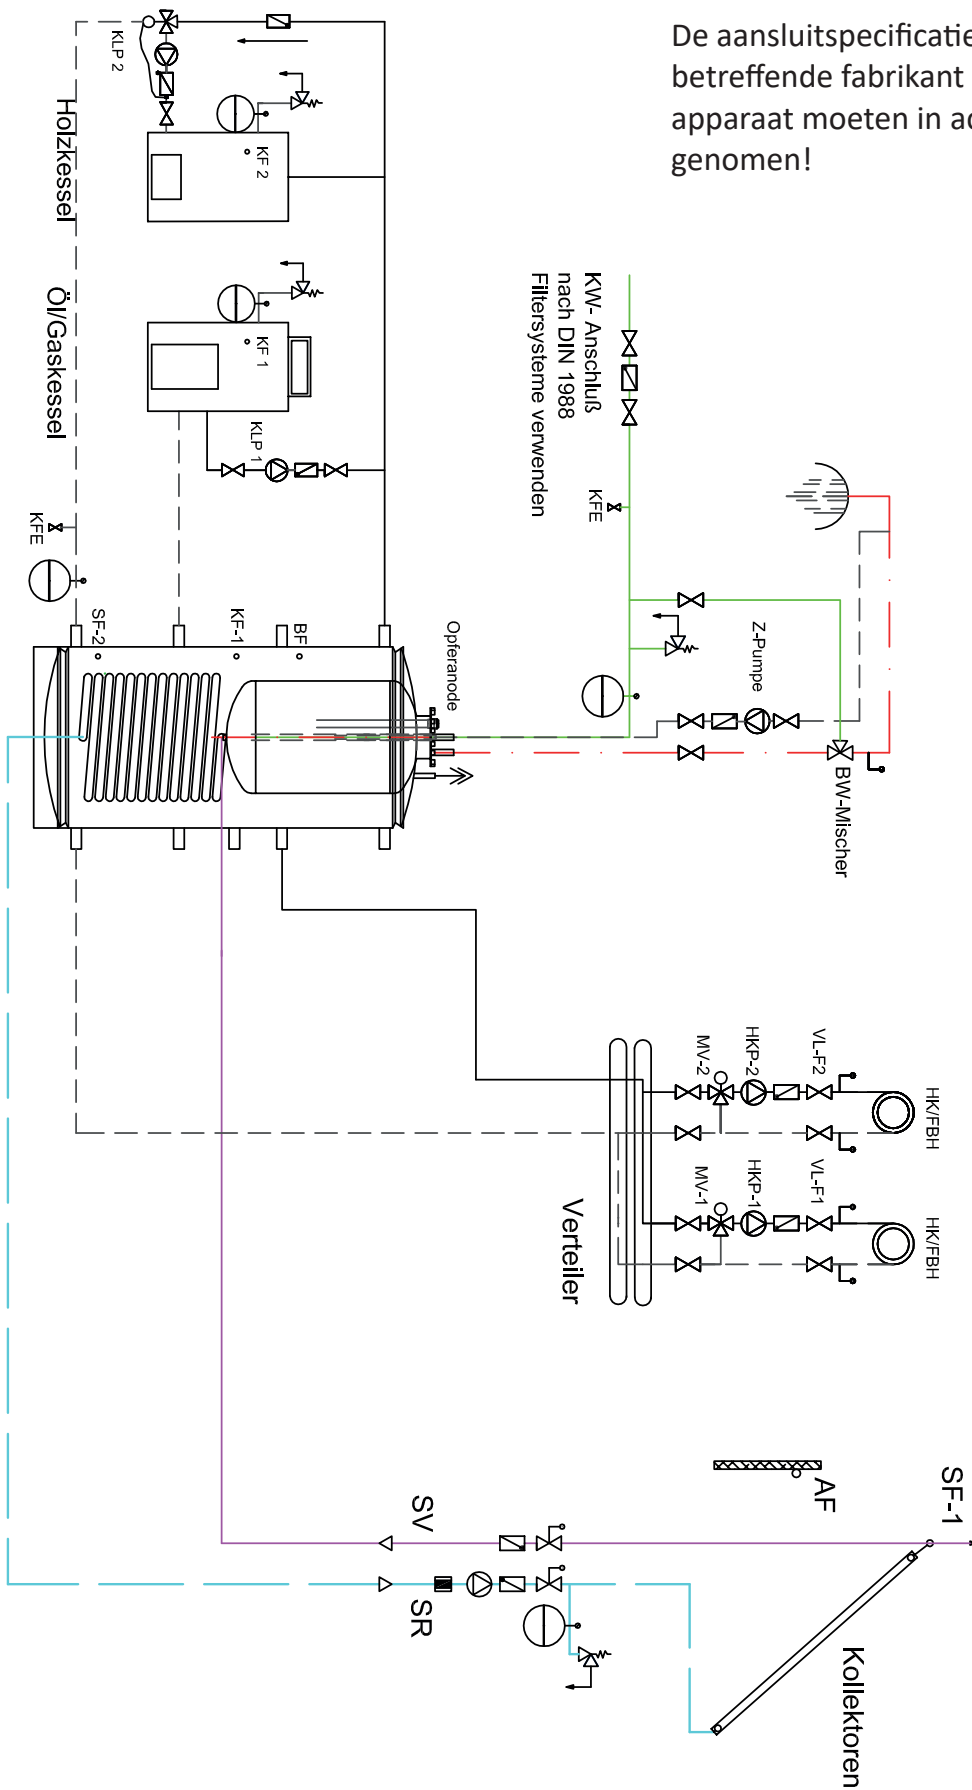 De aansluitspecificatie
betreffende fabrikant
apparaat moeten in ac
genomen!
KLP 2
Holzkessel
KF 2
Öl/Gaskessel
KF 1
KLP 1
KFE
KW- Anschluß
nach DIN 1988
Filtersysteme verwenden
KFE
Z-Pumpe
BW-Mischer
Opferanode
SF-2
KF-1
BF
MV-2
HKP-2
VL-F2
HK/FBH
MV-1
HKP-1
VL-F1
HK/FBH
Verteiler
AF
SF-1
SV
SR
Kollektoren